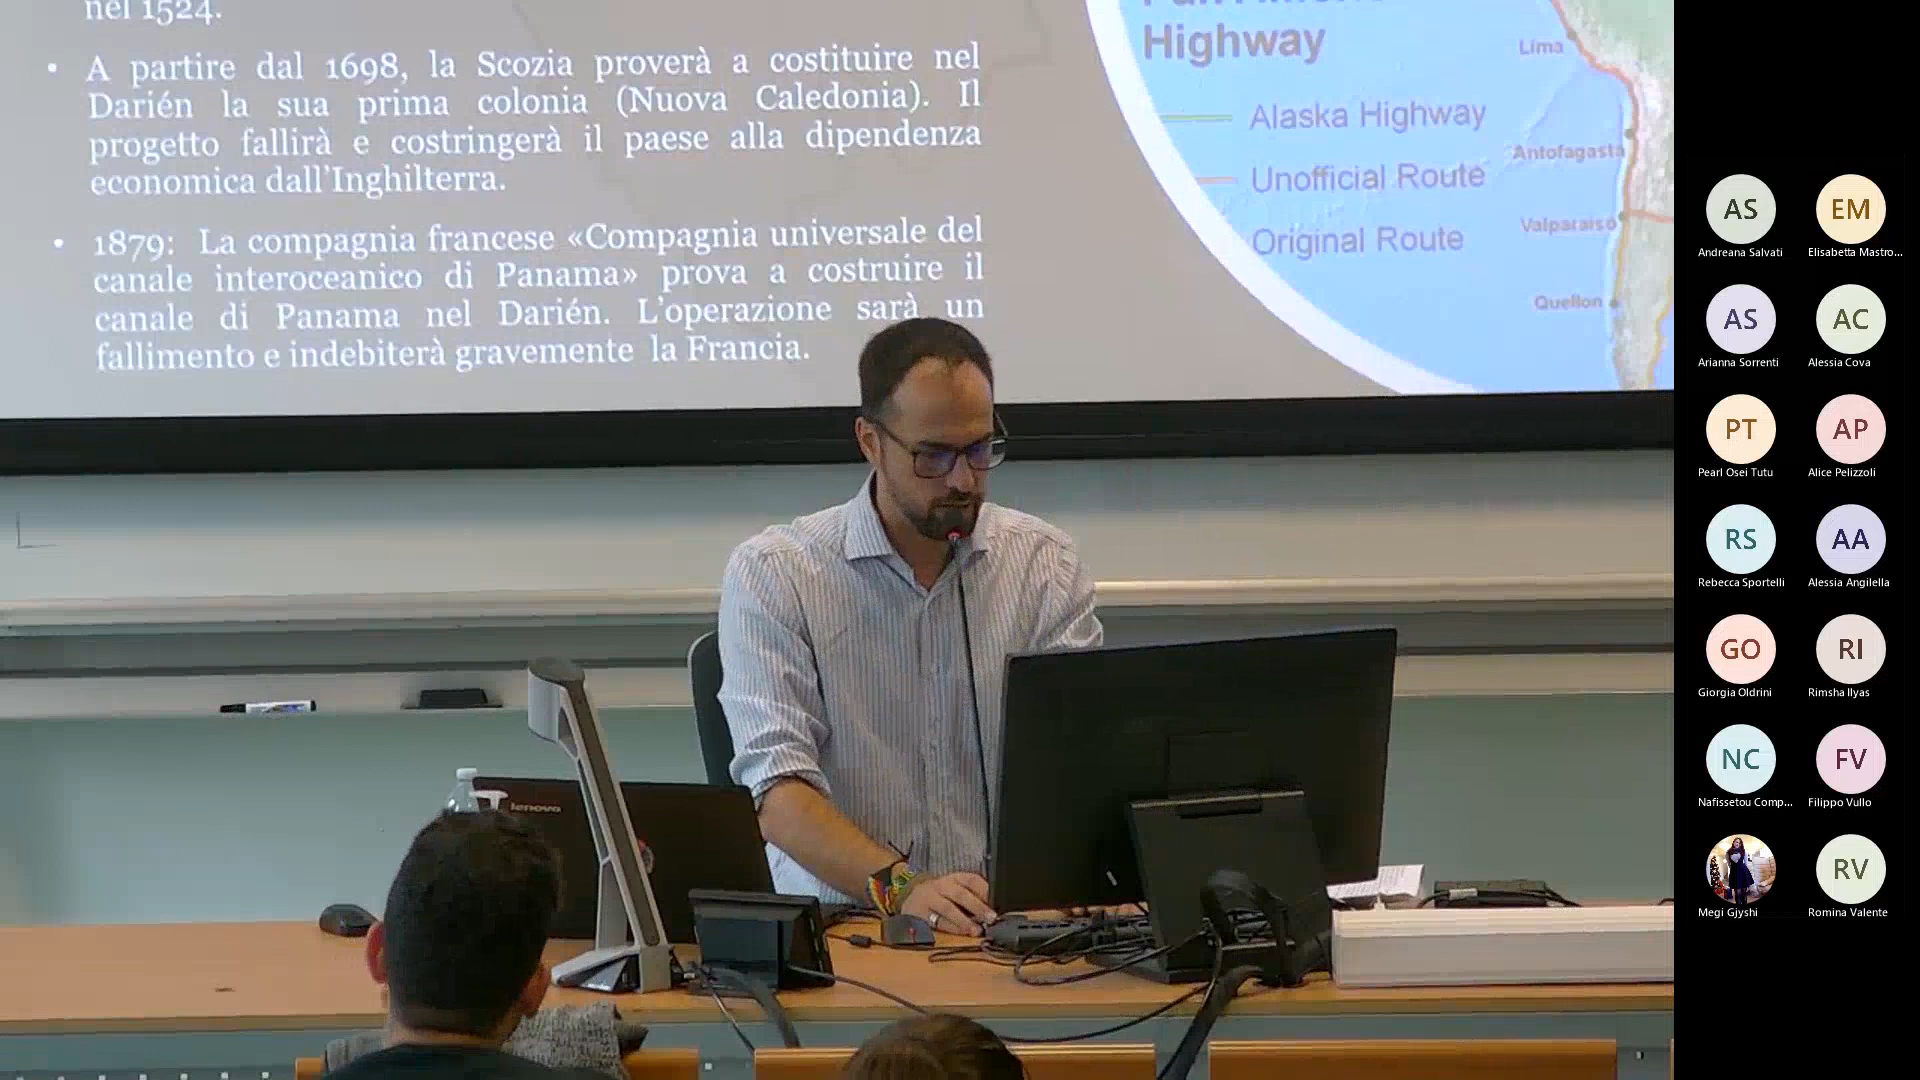 nel 1524.
• A partire dal 1698, la Scozia proverà a costituire nel
Darién la sua prima colonia (Nuova Caledonia). Il
progetto fallirà e costringerà il paese alla dipendenza
economica dall'Inghilterra.
• 1879: La compagnia francese «Compagnia universale del
canale interoceanico di Panama» prova a costruire il
canale di Panama nel Darién. L'operazione sarà un
fallimento e indebiterà gravemente la Francia.
Highway
Alaska Highway
Unofficial Route
Original Route
Lima
Antofagasta
Valparaiso
Quellon
lenovo
AS
Andreana Salvati
EM
Elisabetta Mastro...
AS
Arianna Sorrenti
AC
Alessia Cova
PT
Pearl Osei Tutu
AP
Alice Pelizzoli
RS
Rebecca Sportelli
AA
Alessia Angilella
GO
Giorgia Oldrini
RI
Rimsha Ilyas
NC
Nafissetou Comp...
FV
Filippo Vullo
Megi Gjyshi
RV
Romina Valente